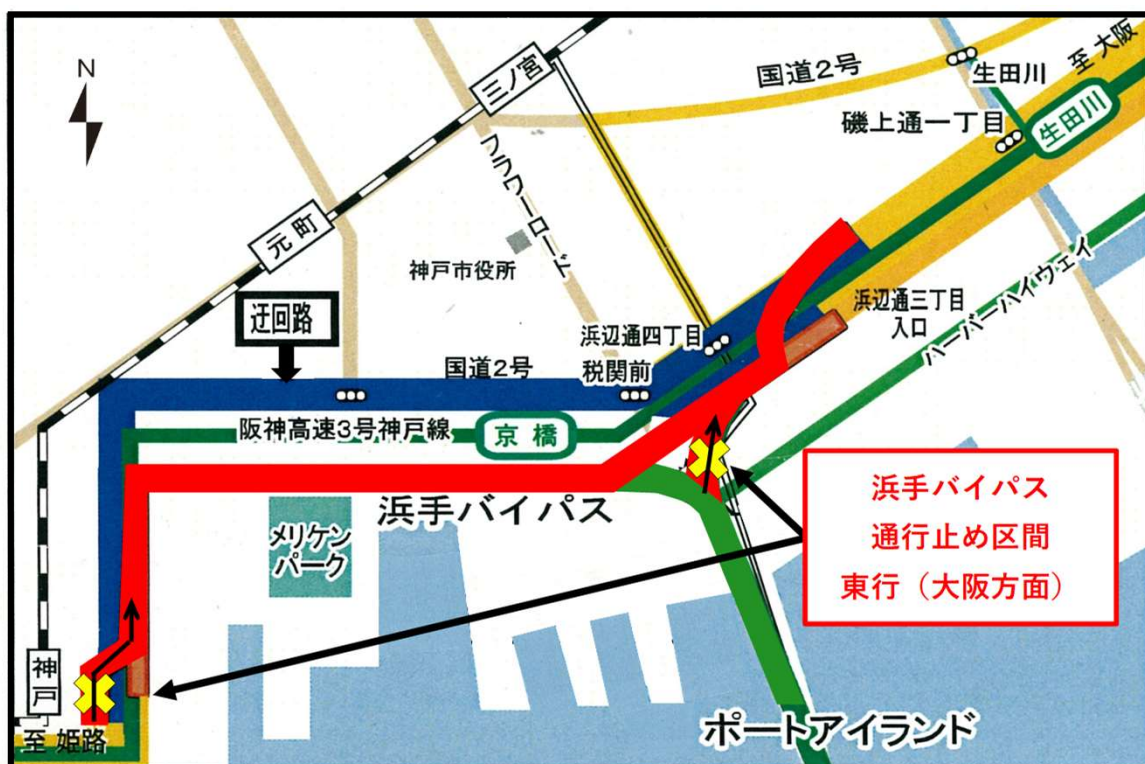 N
三ノ宮
国道2号
生田川
至 大阪
磯上通一丁目
生田川
フラワーロード
元町
神戸市役所
迂回路
浜辺通四丁目
浜辺通三丁目
入口
ハーバーハイウェイ
国道2号
税関前
阪神高速3号神戸線
京橋
浜手バイパス
メリケン
パーク
浜手バイパス
通行止め区間
東行（大阪方面）
神戸
至 姫路
ポートアイランド